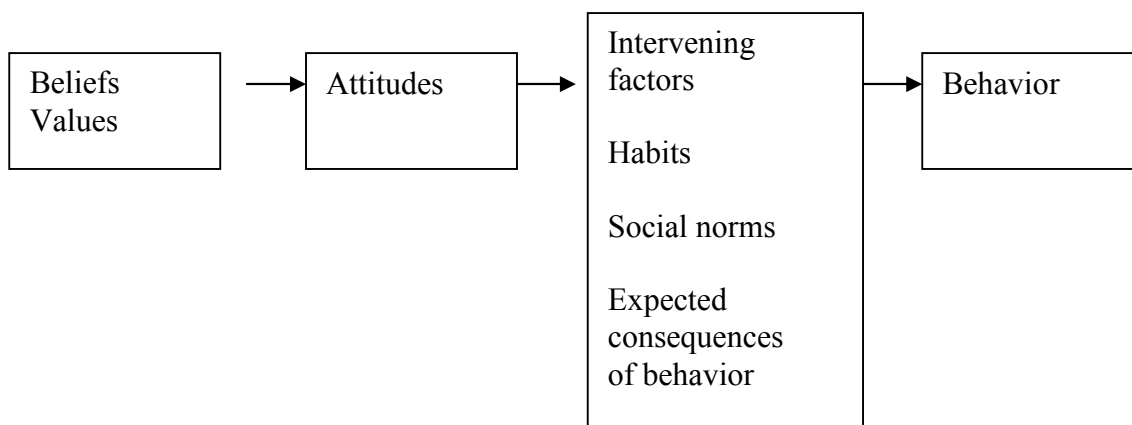 Beliefs
Values
Attitudes
Intervening
factors
Habits
Social norms
Expected
consequences
of behavior
Behavior